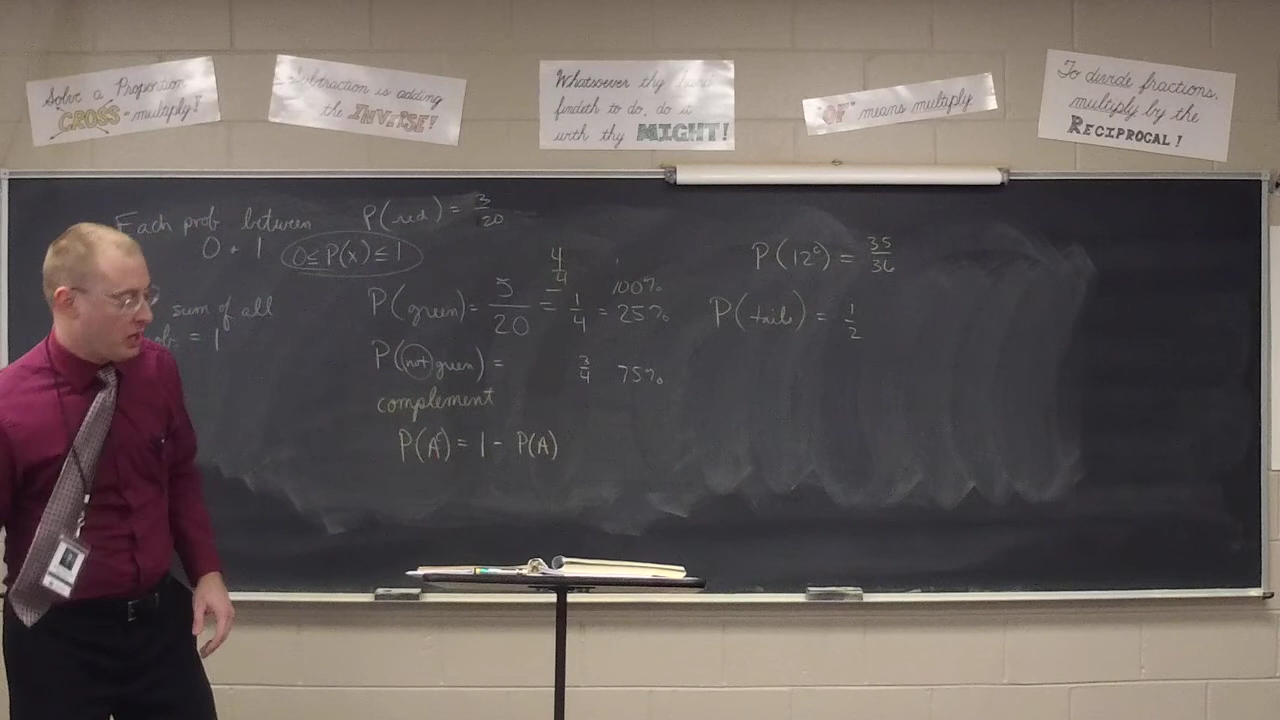 Solve a Proportion
CROSS-multiply!
Subtraction is adding
the INVERSE!
Whatsoever thy hand
findeth to do, do it
with thy MIGHT!
"OF" means multiply
To divide fractions,
multiply by the
RECIPROCAL!
Each prob between
0 + 1
0≤P(x)≤1
sum of all
= 1
P(red) = 3/20
4/4
100%
P(green) = 5/20 = 1/4 = 25%
P(not green) = 3/4 75%
complement
P(A') = 1 - P(A)
P(12°) = 35/36
P(tails) = 1/2